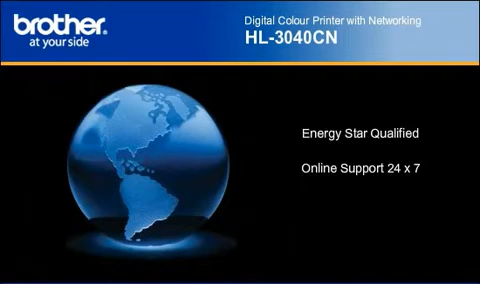 brother
at your side
Digital Colour Printer with Networking
HL-3040CN
Energy Star Qualified
Online Support 24 x 7